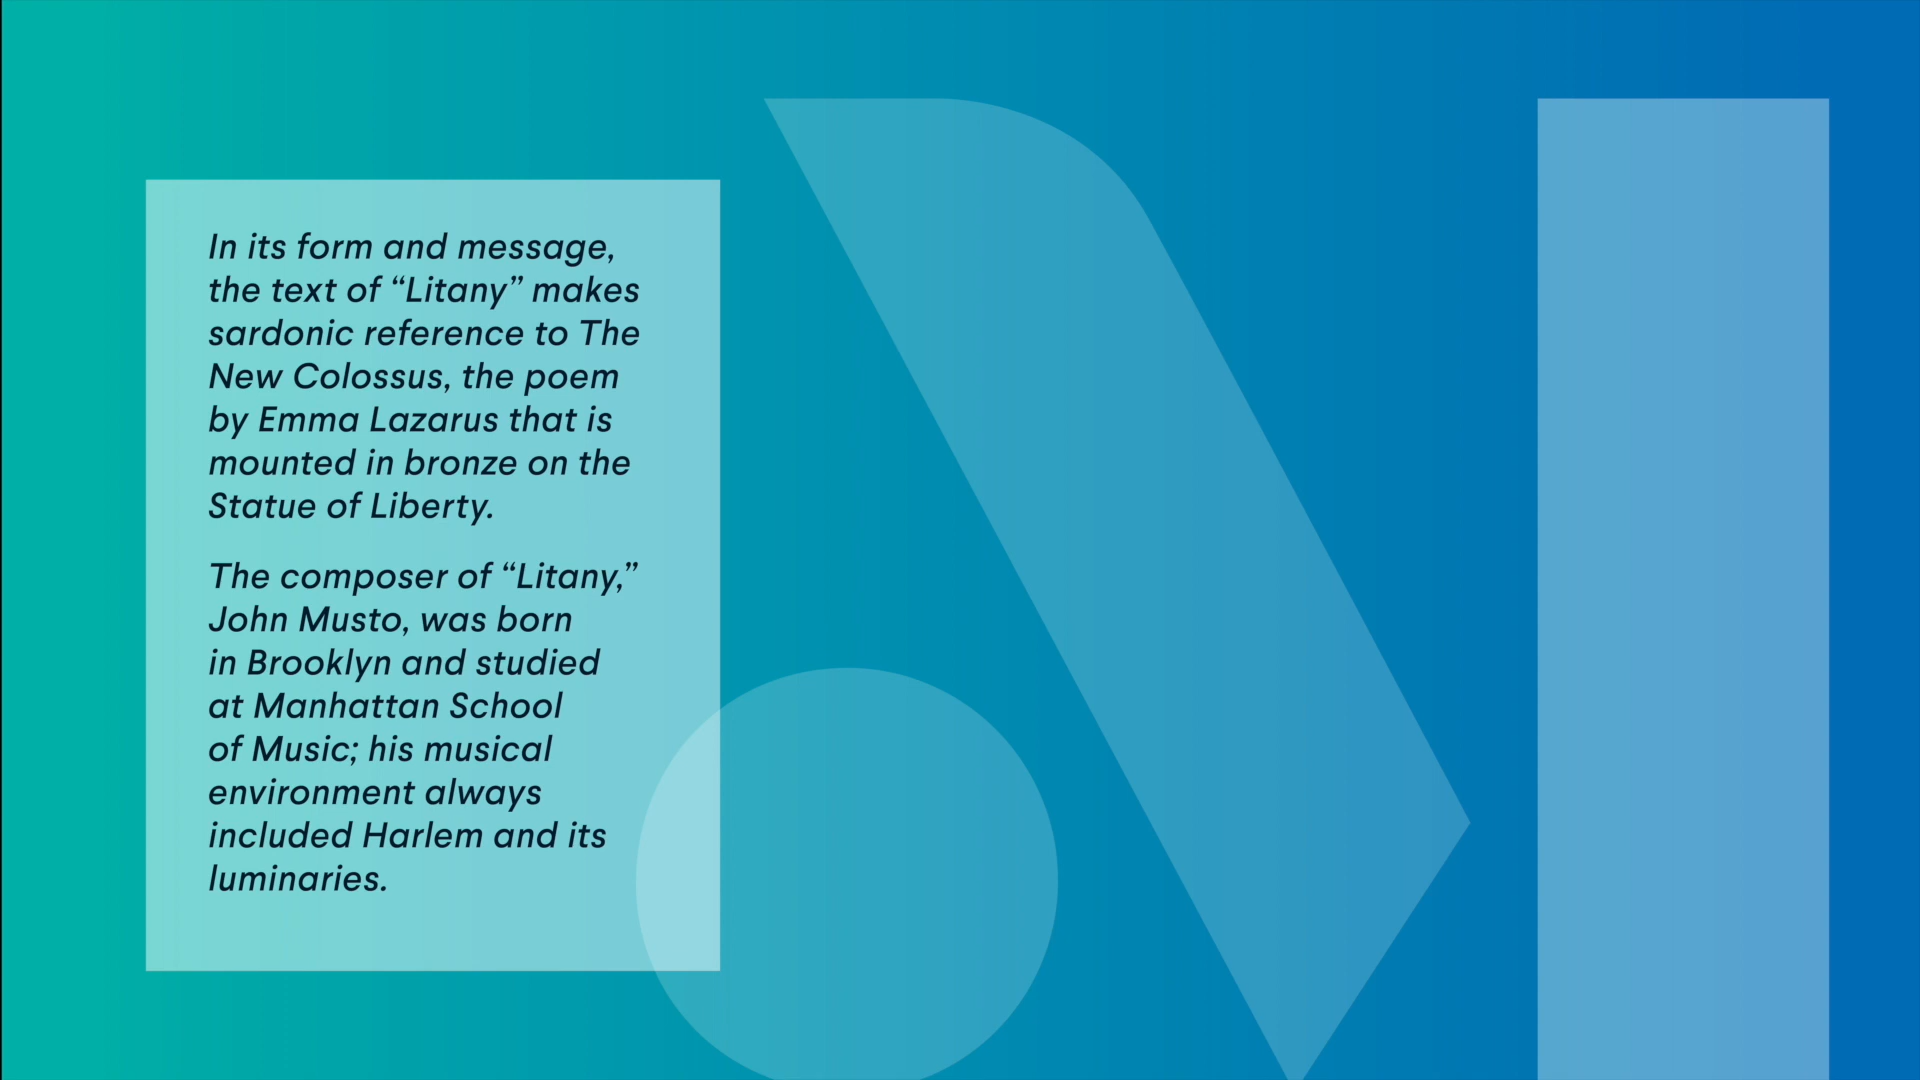 In its form and message,
the text of “Litany” makes
sardonic reference to The
New Colossus, the poem
by Emma Lazarus that is
mounted in bronze on the
Statue of Liberty.
The composer of “Litany,”
John Musto, was born
in Brooklyn and studied
at Manhattan School
of Music; his musical
environment always
included Harlem and its
luminaries.